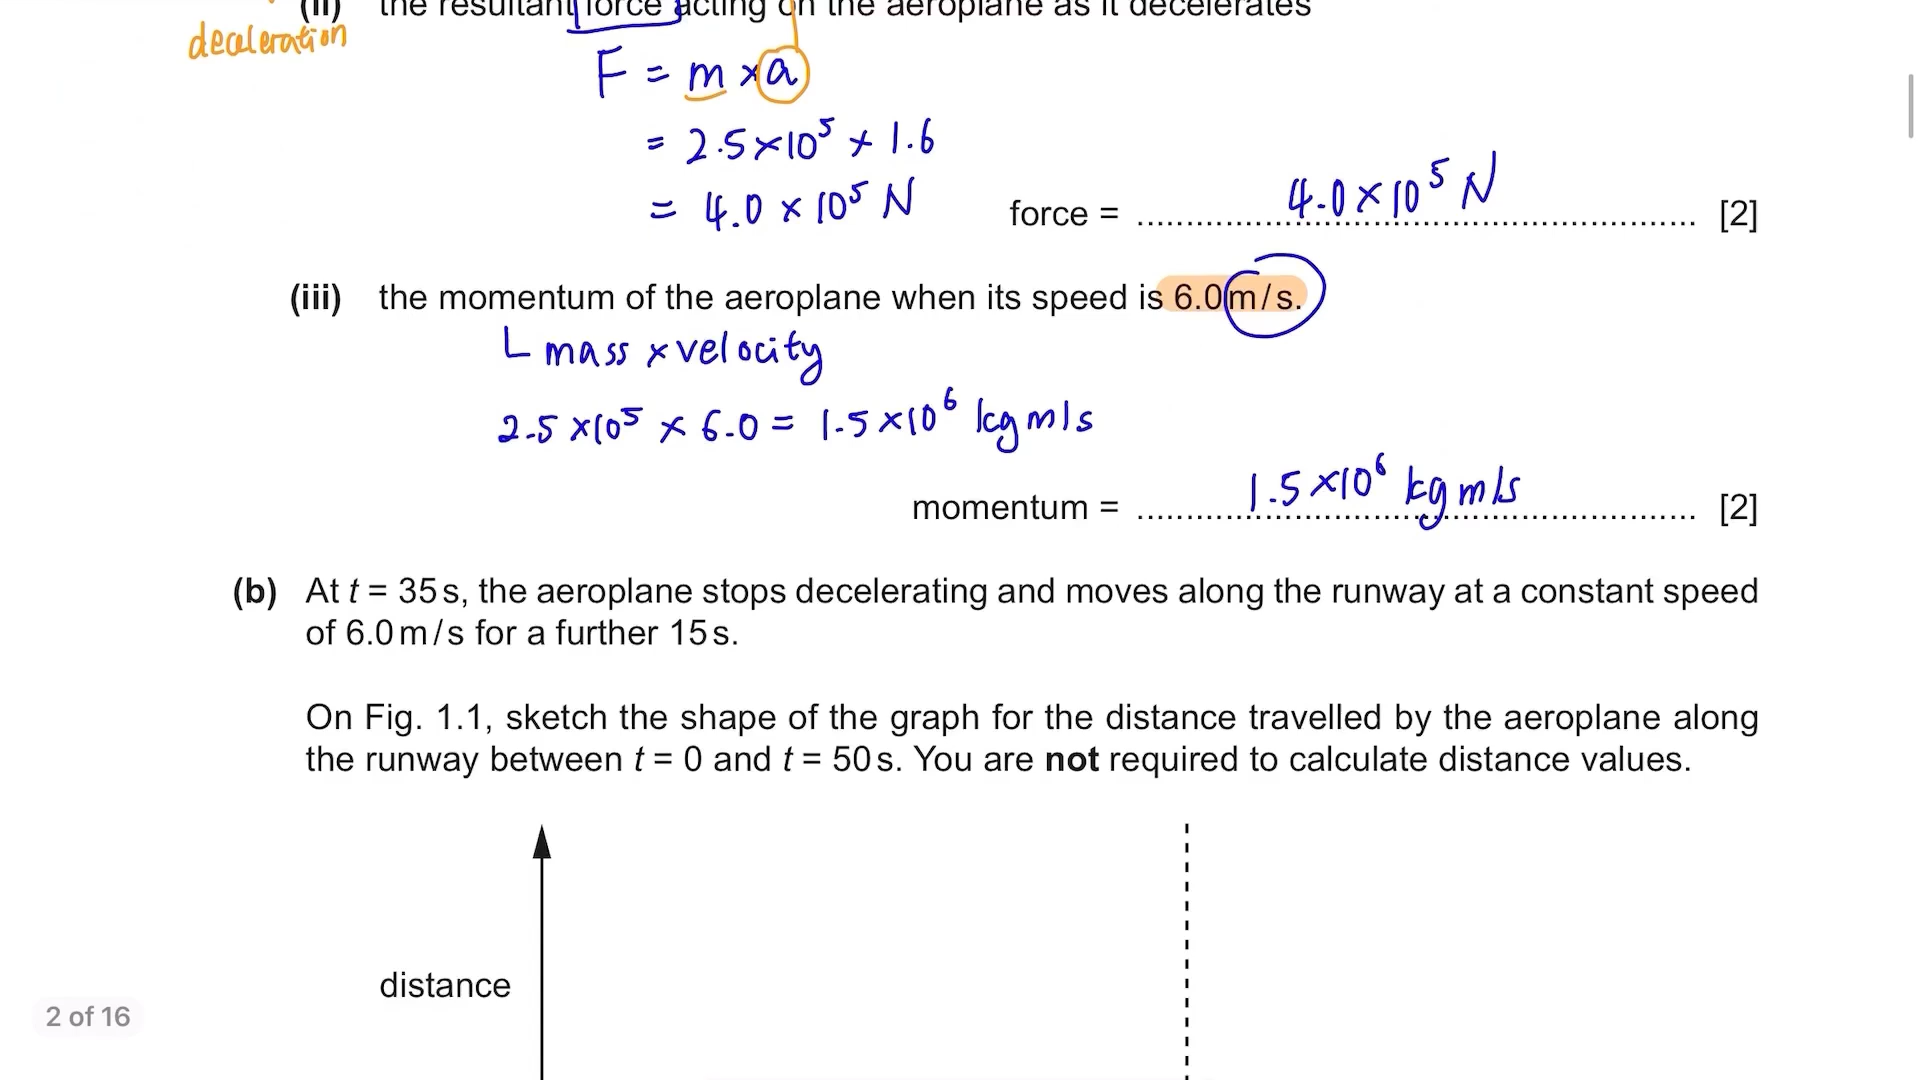 (ii) the resultant force acting on the aeroplane as it decelerates
deceleration
F = m × a
= 2.5×10⁵ × 1.6
= 4.0 × 10⁵ N
force = .................... 4.0×10⁵ N .................... [2]
(iii) the momentum of the aeroplane when its speed is 6.0 m/s.
mass × velocity
2.5 ×10⁵ × 6.0 = 1.5×10⁶ kg m/s
momentum = .................... 1.5×10⁶ kg m/s .................... [2]
(b) At t = 35 s, the aeroplane stops decelerating and moves along the runway at a constant speed
of 6.0 m/s for a further 15 s.
On Fig. 1.1, sketch the shape of the graph for the distance travelled by the aeroplane along
the runway between t = 0 and t = 50 s. You are not required to calculate distance values.
distance
2 of 16